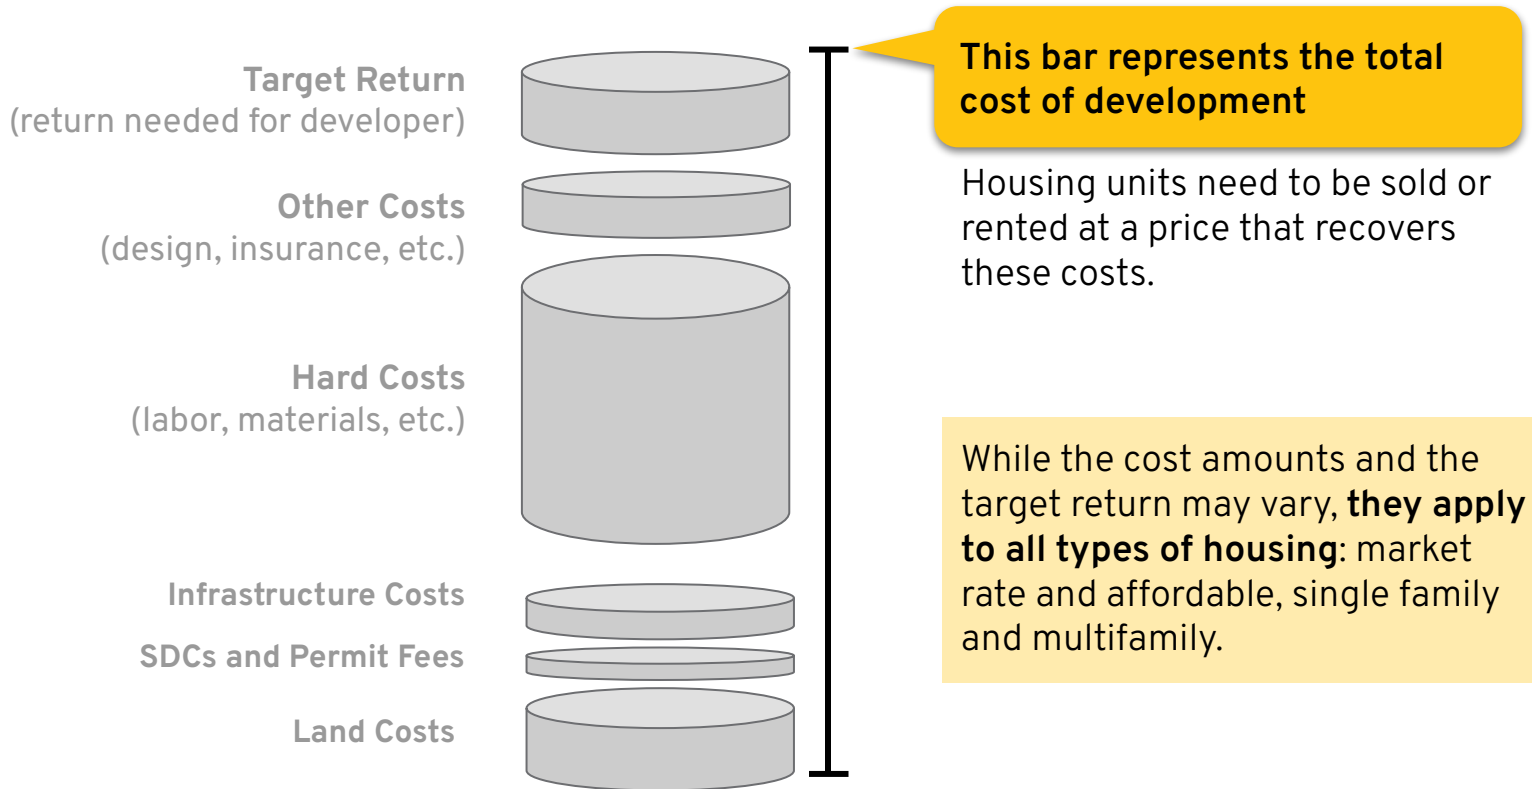 Target Return
(return needed for developer)
Other Costs
(design, insurance, etc.)
Hard Costs
(labor, materials, etc.)
Infrastructure Costs
SDCs and Permit Fees
Land Costs
This bar represents the total
cost of development
Housing units need to be sold or
rented at a price that recovers
these costs.
While the cost amounts and the
target return may vary, they apply
to all types of housing: market
rate and affordable, single family
and multifamily.